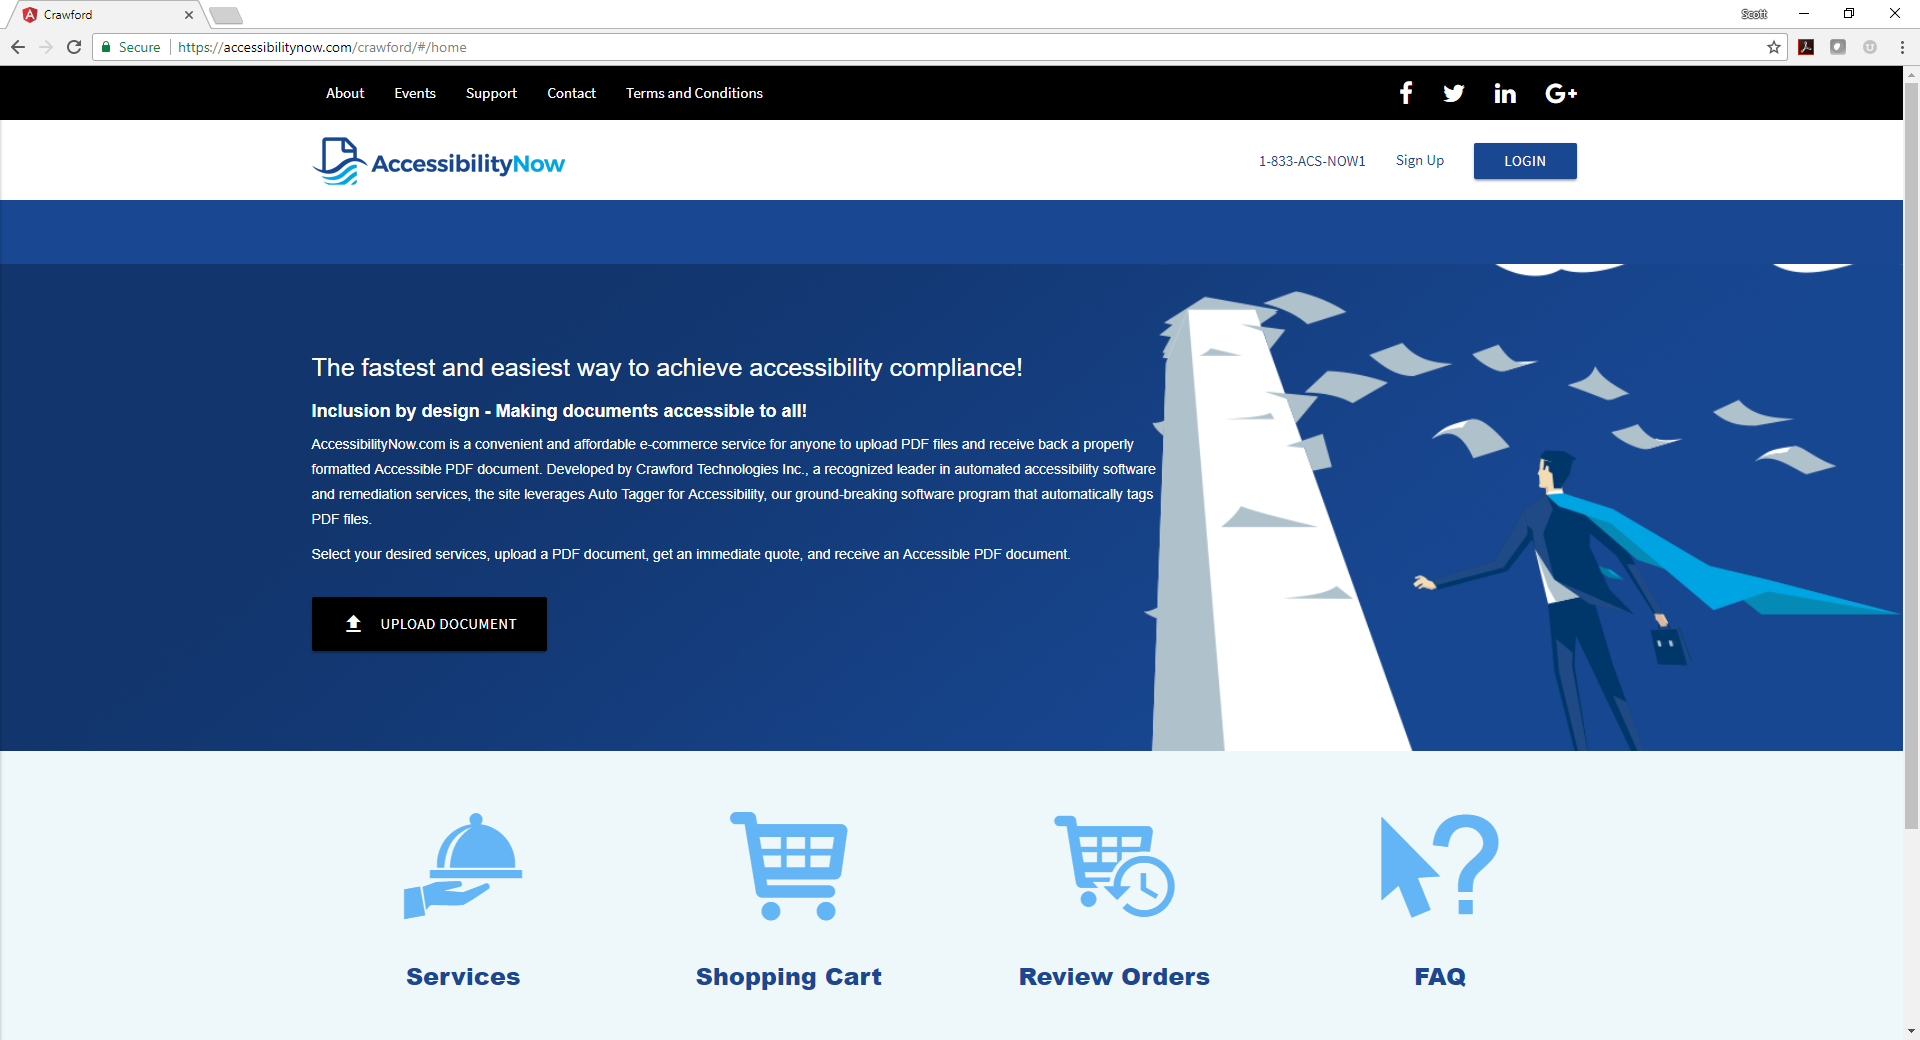 Crawford
Scott
Secure
https://accessibilitynow.com/crawford/#/home
About Events Support Contact Terms and Conditions
AccessibilityNow
1-833-ACS-NOW1 Sign Up LOGIN
The fastest and easiest way to achieve accessibility compliance!
Inclusion by design - Making documents accessible to all!
AccessibilityNow.com is a convenient and affordable e-commerce service for anyone to upload PDF files and receive back a properly
formatted Accessible PDF document. Developed by Crawford Technologies Inc., a recognized leader in automated accessibility software
and remediation services, the site leverages Auto Tagger for Accessibility, our ground-breaking software program that automatically tags
PDF files.
Select your desired services, upload a PDF document, get an immediate quote, and receive an Accessible PDF document.
UPLOAD DOCUMENT
Services Shopping Cart Review Orders FAQ